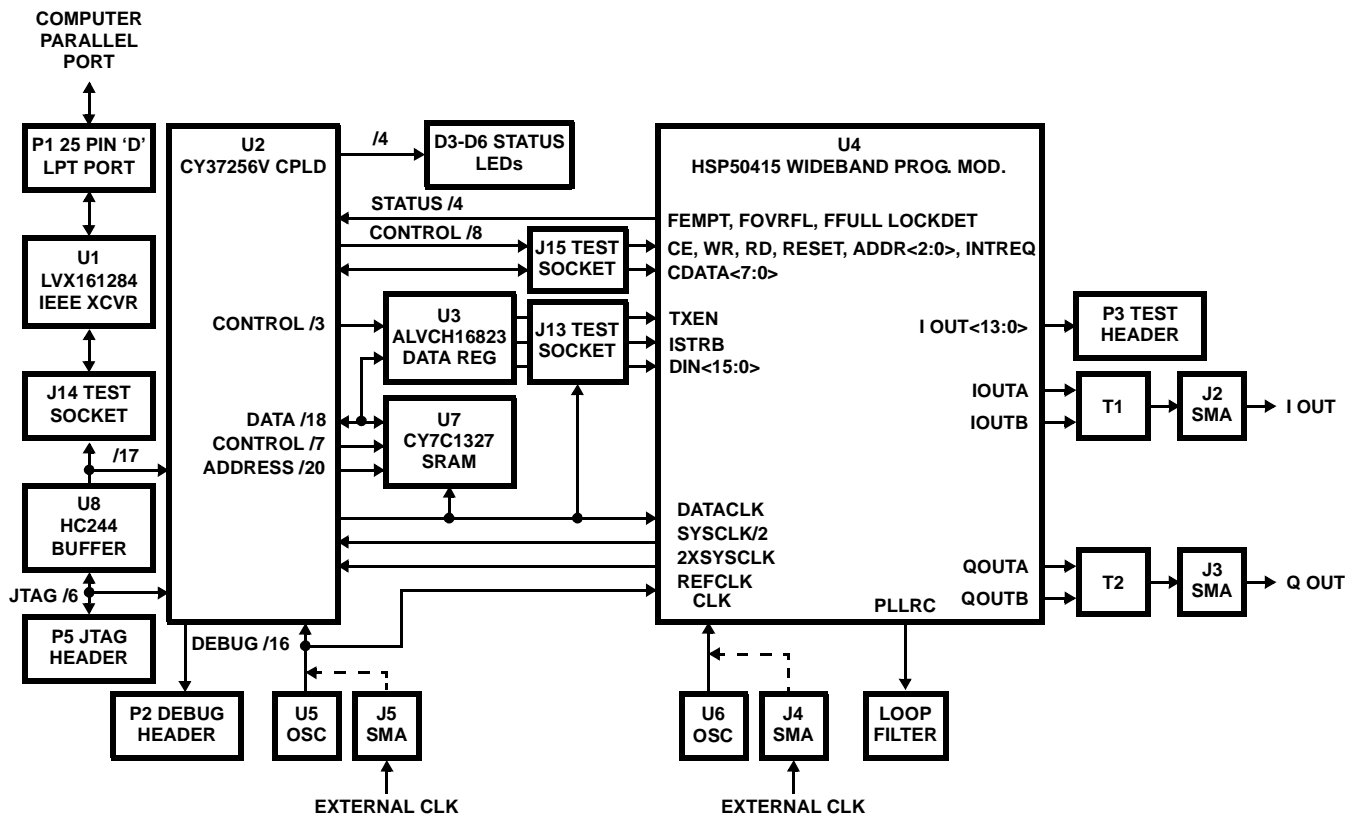 COMPUTER
PARALLEL
PORT
P1 25 PIN ‘D’
LPT PORT
U1
LVX161284
IEEE XCVR
J14 TEST
SOCKET
/17
U8
HC244
BUFFER
JTAG /6
P5 JTAG
HEADER
U2
CY37256V CPLD
/4
D3-D6 STATUS
LEDs
STATUS /4
CONTROL /8
J15 TEST
SOCKET
CONTROL /3
U3
ALVCH16823
DATA REG
J13 TEST
SOCKET
DATA /18
CONTROL /7
ADDRESS /20
U7
CY7C1327
SRAM
DEBUG /16
P2 DEBUG
HEADER
U5
OSC
J5
SMA
EXTERNAL CLK
U4
HSP50415 WIDEBAND PROG. MOD.
FEMPT, FOVRFL, FFULL LOCKDET
CE, WR, RD, RESET, ADDR<2:0>, INTREQ
CDATA<7:0>
TXEN
ISTRB
DIN<15:0>
DATACLK
SYSCLK/2
2XSYSCLK
REFCLK
CLK
PLLRC
I OUT<13:0>
IOUTA
IOUTB
QOUTA
QOUTB
P3 TEST
HEADER
T1
J2
SMA
I OUT
T2
J3
SMA
Q OUT
U6
OSC
J4
SMA
EXTERNAL CLK
LOOP
FILTER